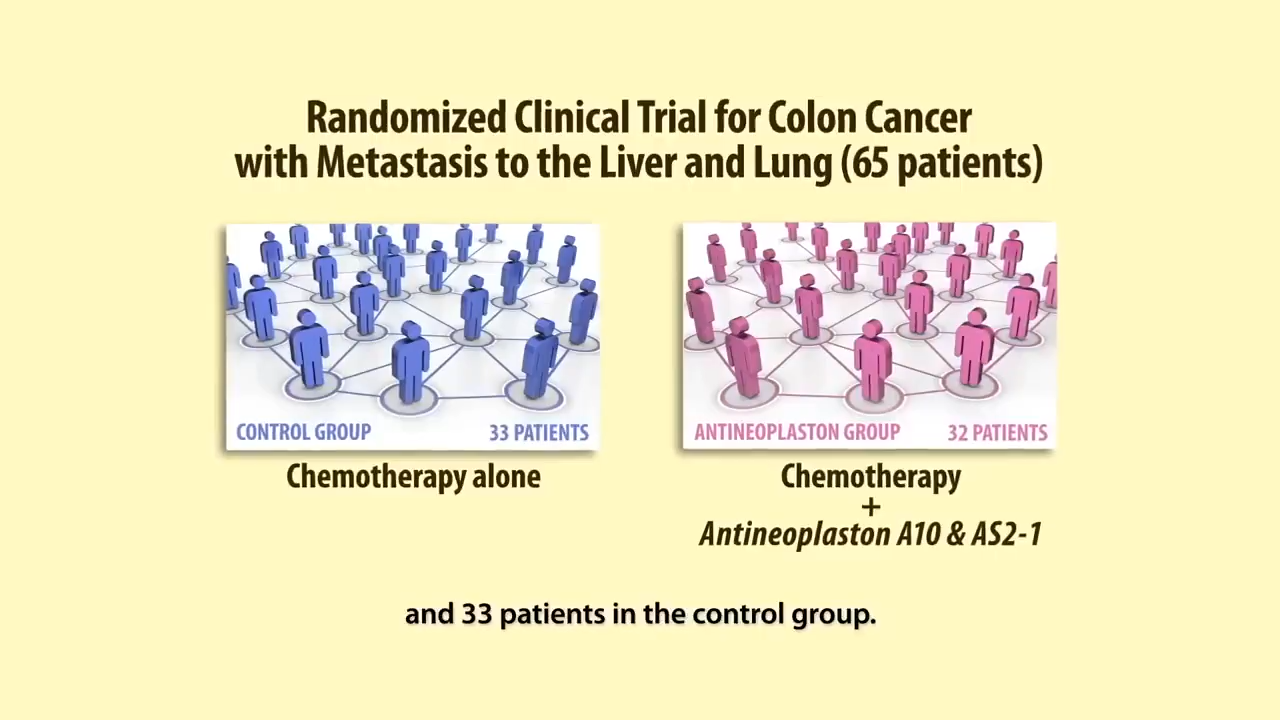 Randomized Clinical Trial for Colon Cancer
with Metastasis to the Liver and Lung (65 patients)
CONTROL GROUP 33 PATIENTS
Chemotherapy alone
ANTINEOPLASTON GROUP 32 PATIENTS
Chemotherapy
+
Antineoplaston A10 & AS2-1
and 33 patients in the control group.